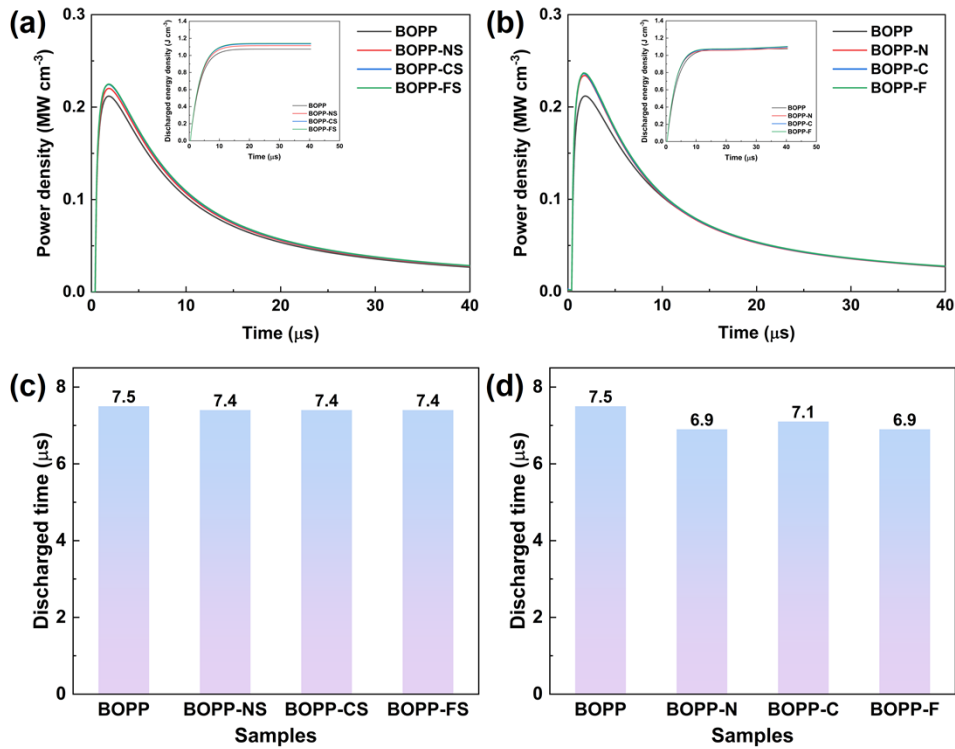 (a)
Power density (MW cm⁻³)
0.3
0.2
0.1
0.0
0
10
20
30
40
Time (μs)
BOPP
BOPP-NS
BOPP-CS
BOPP-FS
Discharged energy density (J cm⁻³)
1.4
1.2
1.0
0.8
0.6
0.4
0.2
0.0
0
10
20
30
40
50
Time (μs)
BOPP
BOPP-NS
BOPP-CS
BOPP-FS
(b)
Power density (MW cm⁻³)
0.3
0.2
0.1
0.0
0
10
20
30
40
Time (μs)
BOPP
BOPP-N
BOPP-C
BOPP-F
Discharged energy density (J cm⁻³)
1.4
1.2
1.0
0.8
0.6
0.4
0.2
0.0
0
10
20
30
40
50
Time (μs)
BOPP
BOPP-N
BOPP-C
BOPP-F
(c)
Discharged time (μs)
8
6
4
2
0
7.5
7.4
7.4
7.4
BOPP
BOPP-NS
BOPP-CS
BOPP-FS
Samples
(d)
Discharged time (μs)
8
6
4
2
0
7.5
6.9
7.1
6.9
BOPP
BOPP-N
BOPP-C
BOPP-F
Samples